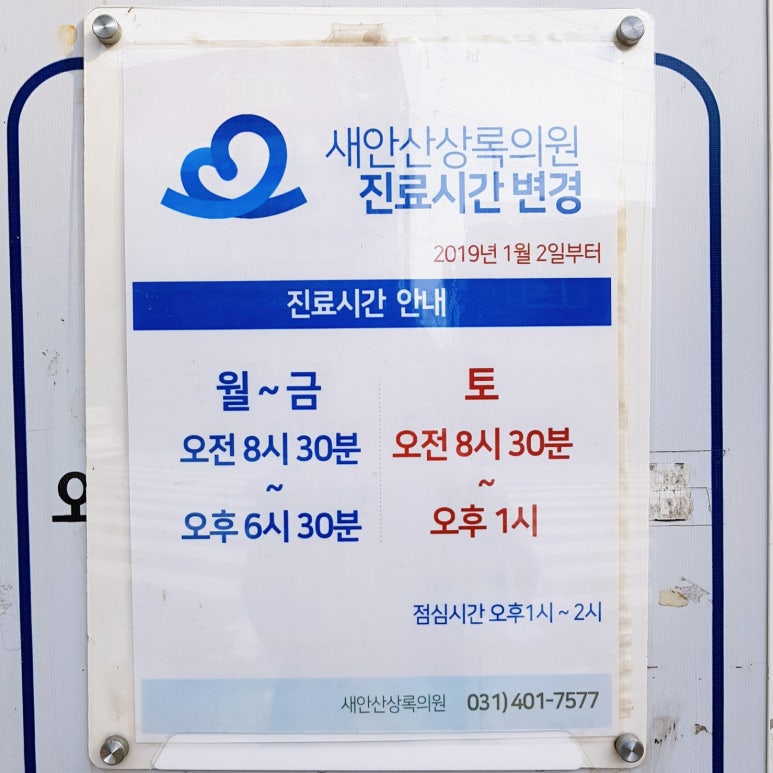 새안산상록의원
진료시간 변경
2019년 1월 2일부터
진료시간 안내
월 ~ 금
오전 8시 30분
~
오후 6시 30분
토
오전 8시 30분
~
오후 1시
점심시간 오후1시 ~ 2시
새안산상록의원 031) 401-7577